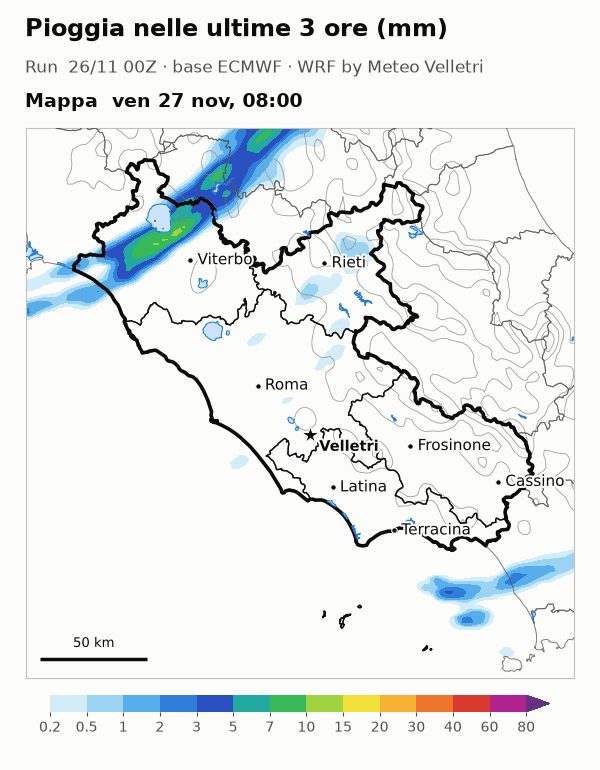 Pioggia nelle ultime 3 ore (mm)
Run 26/11 00Z · base ECMWF · WRF by Meteo Velletri
Mappa ven 27 nov, 08:00
Viterbo
Rieti
Roma
Velletri
Frosinone
Latina
Cassino
Terracina
50 km
0.2 0.5 1 2 3 5 7 10 15 20 30 40 60 80